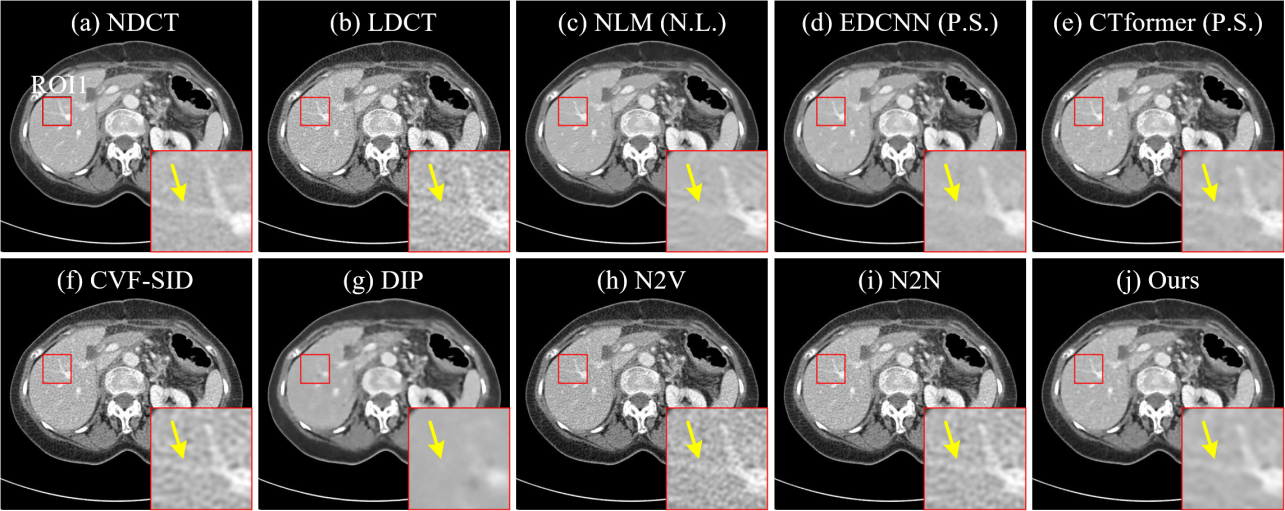 (a) NDCT
(b) LDCT
(c) NLM (N.L.)
(d) EDCNN (P.S.)
(e) CTformer (P.S.)
ROI1
(f) CVF-SID
(g) DIP
(h) N2V
(i) N2N
(j) Ours